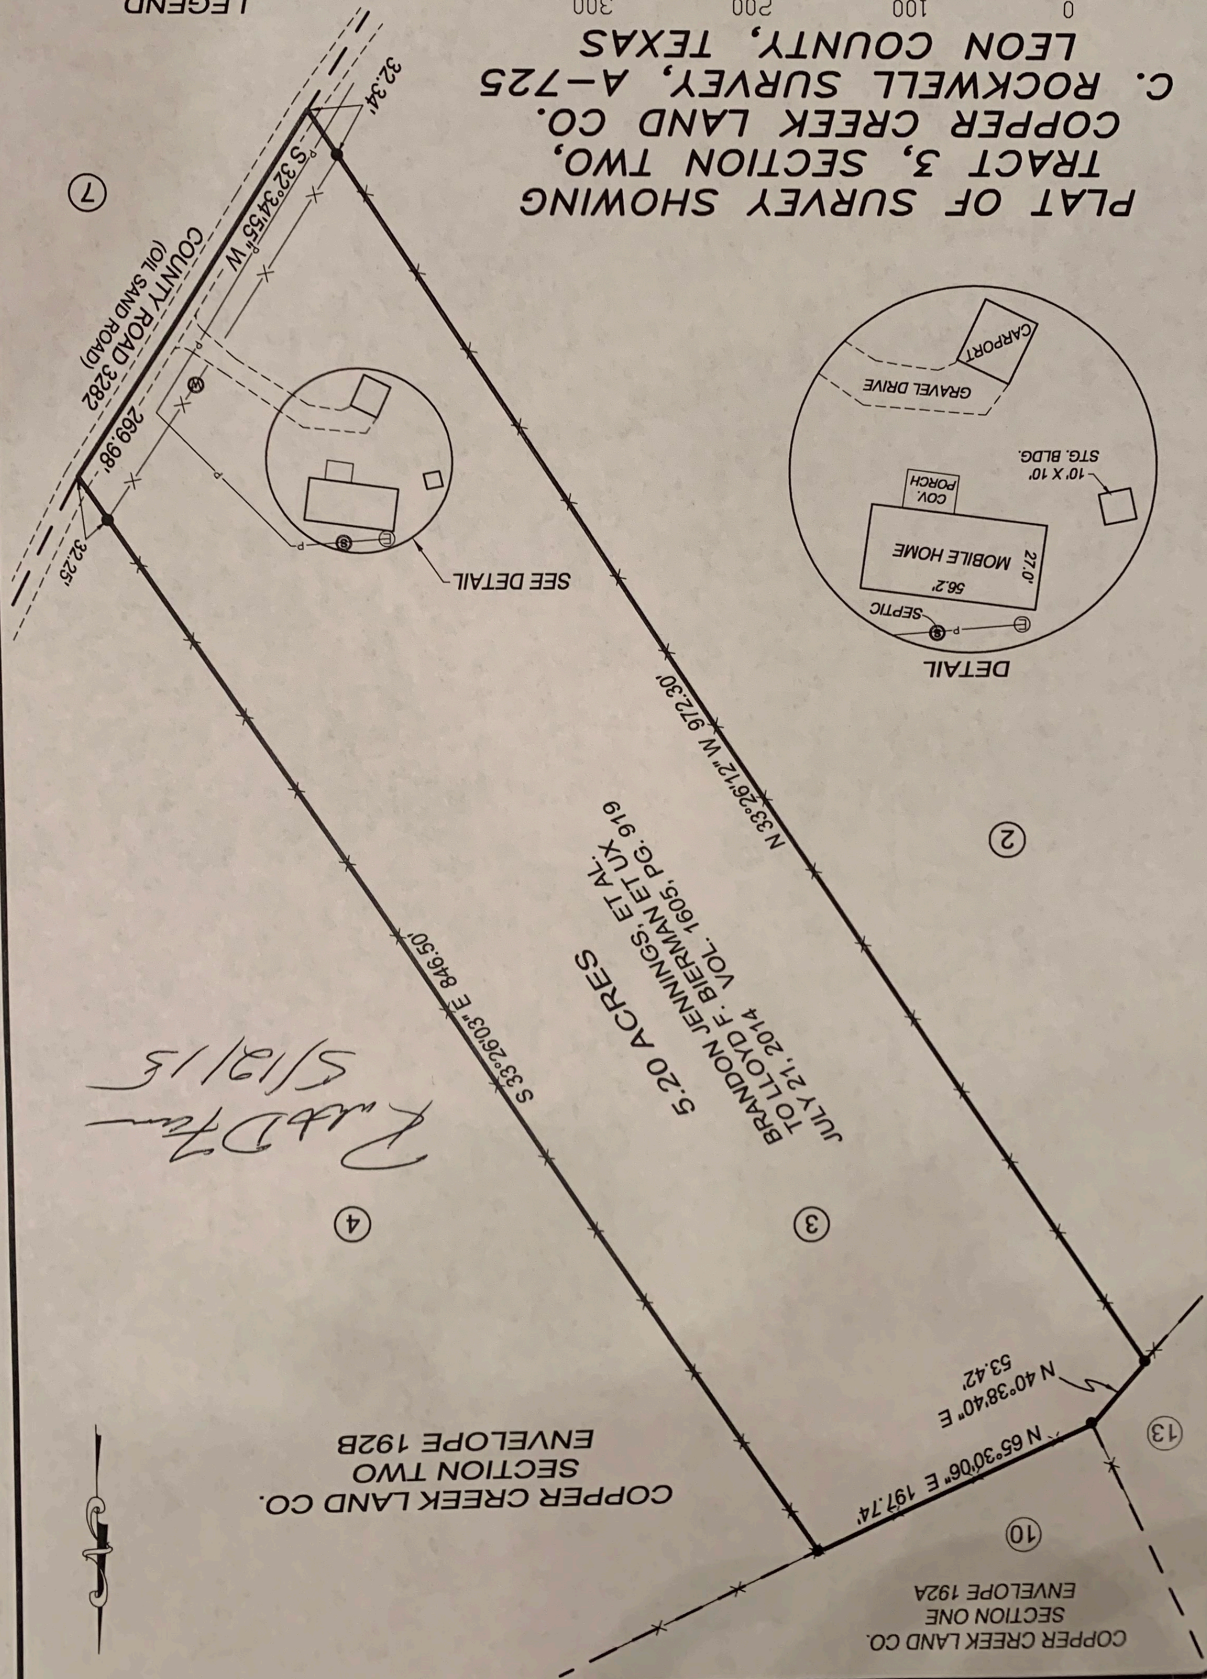 COPPER CREEK LAND CO.
SECTION ONE
ENVELOPE 192A
10
13
N 65°30'06" E 197.74'
N 40°38'40" E
53.42'
COPPER CREEK LAND CO.
SECTION TWO
ENVELOPE 192B
3
4
5/12/15
S 33°26'03" E 846.50'
5.20 ACRES
BRANDON JENNINGS, ET AL.
TO LLOYD F. BIERMAN ET UX
JULY 21, 2014 VOL. 1605, PG. 919
2
N 33°26'12" W 972.30'
DETAIL
E
P
S
SEPTIC
56.2'
27.0'
MOBILE HOME
COV.
PORCH
10' X 10'
STG. BLDG.
GRAVEL DRIVE
CARPORT
SEE DETAIL
E
S
P
P
W
P
P
P
32.25'
269.98'
S 32°34'55" W
COUNTY ROAD 3282
(OIL SAND ROAD)
7
32.34'
PLAT OF SURVEY SHOWING
TRACT 3, SECTION TWO,
COPPER CREEK LAND CO.
C. ROCKWELL SURVEY, A-725
LEON COUNTY, TEXAS
0 100 200 300
LEGEND